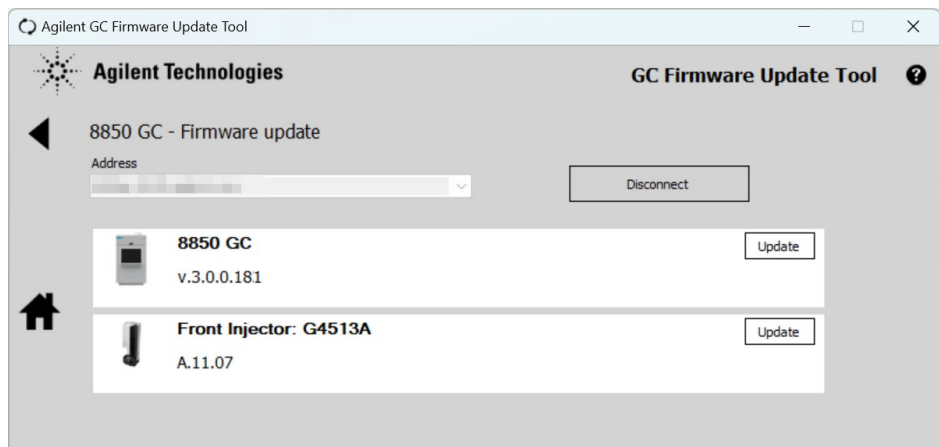 Agilent GC Firmware Update Tool
Agilent Technologies
GC Firmware Update Tool
?
8850 GC - Firmware update
Address
Disconnect
8850 GC
Update
v.3.0.0.181
Front Injector: G4513A
Update
A.11.07